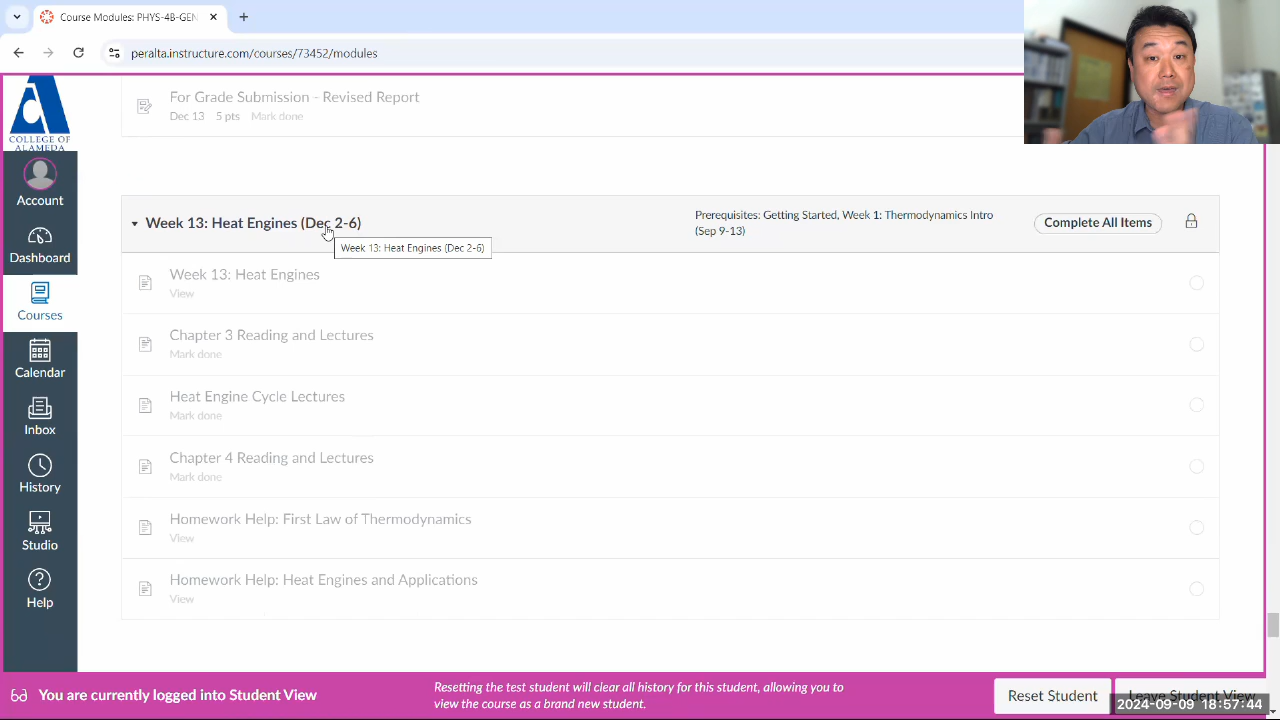 Course Modules: PHYS-4B-GEN
peralta.instructure.com/courses/73452/modules
COLLEGE OF
ALAMEDA
Account
Dashboard
Courses
Calendar
Inbox
History
Studio
Help
For Grade Submission - Revised Report
Dec 13 5 pts Mark done
Week 13: Heat Engines (Dec 2-6)
Prerequisites: Getting Started, Week 1: Thermodynamics Intro
(Sep 9-13)
Complete All Items
Week 13: Heat Engines (Dec 2-6)
Week 13: Heat Engines
View
Chapter 3 Reading and Lectures
Mark done
Heat Engine Cycle Lectures
Mark done
Chapter 4 Reading and Lectures
Mark done
Homework Help: First Law of Thermodynamics
View
Homework Help: Heat Engines and Applications
View
You are currently logged into Student View
Resetting the test student will clear all history for this student, allowing you to
view the course as a brand new student.
Reset Student
Leave Student View
2024-09-09 18:57:44